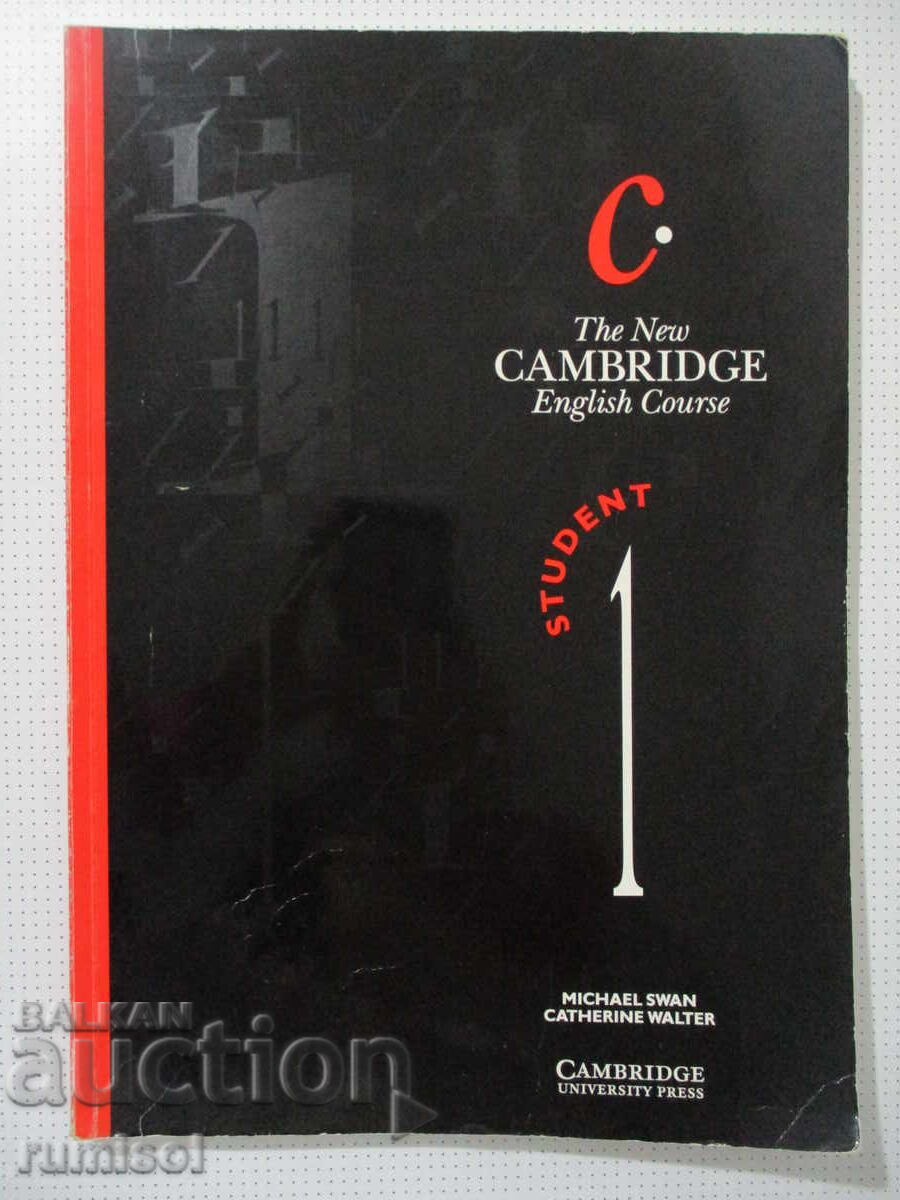 c.
The New
CAMBRIDGE
English Course
STUDENT
1
MICHAEL SWAN
CATHERINE WALTER
CAMBRIDGE
UNIVERSITY PRESS
BALKAN
auction
rumisol